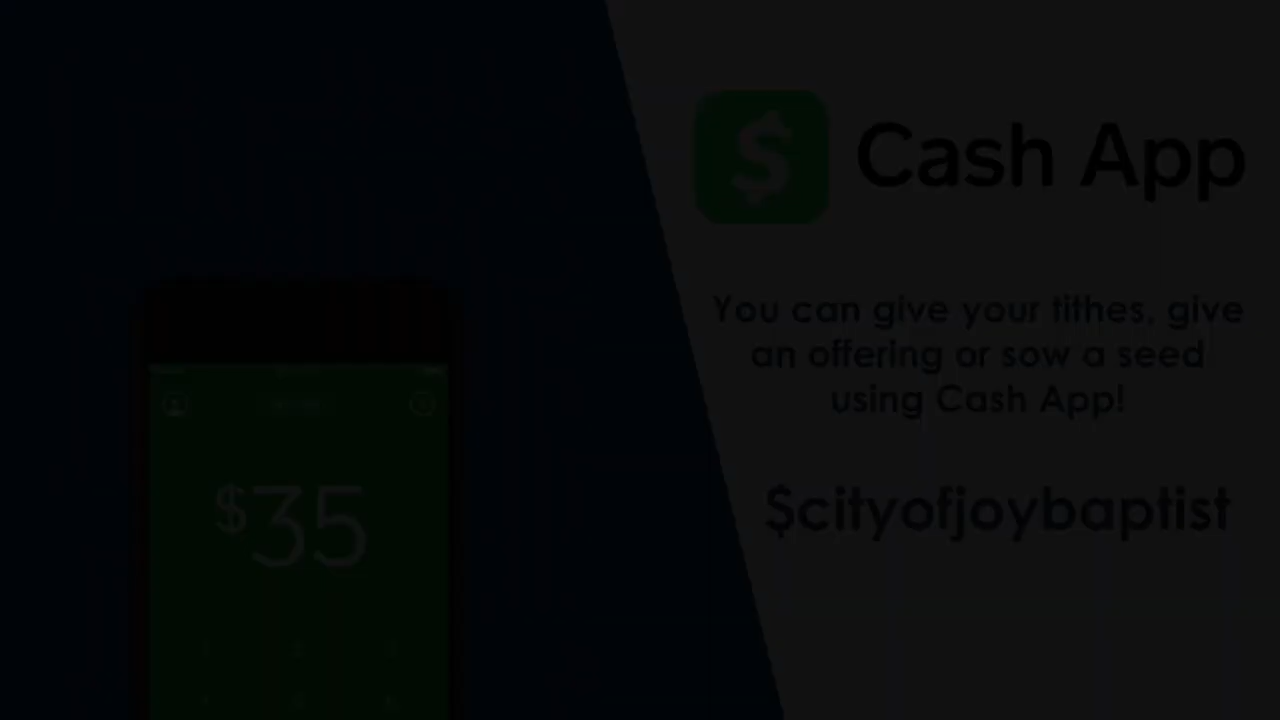 $
Cash App
You can give your tithes, give
an offering or sow a seed
using Cash App!
$cityofjoybaptist
$35